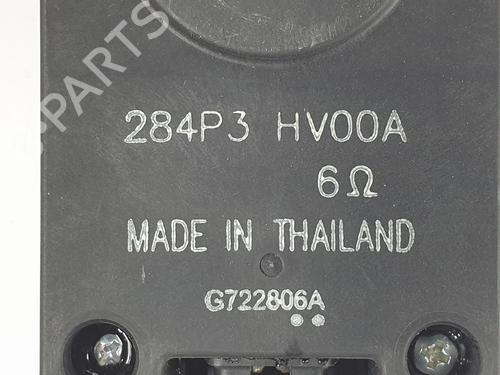 PARTS
284P3 HV00A
6Ω
MADE IN THAILAND
G722806A